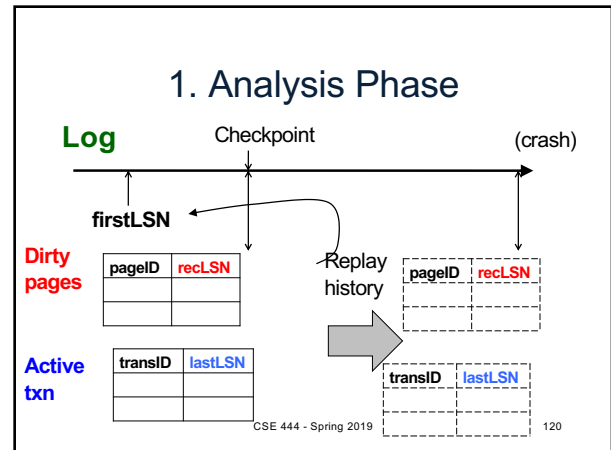 1. Analysis Phase
Log
Checkpoint
(crash)
firstLSN
Dirty
pages
pageID recLSN
Replay
history
pageID recLSN
Active
txn
transID lastLSN
transID lastLSN
CSE 444 - Spring 2019
120